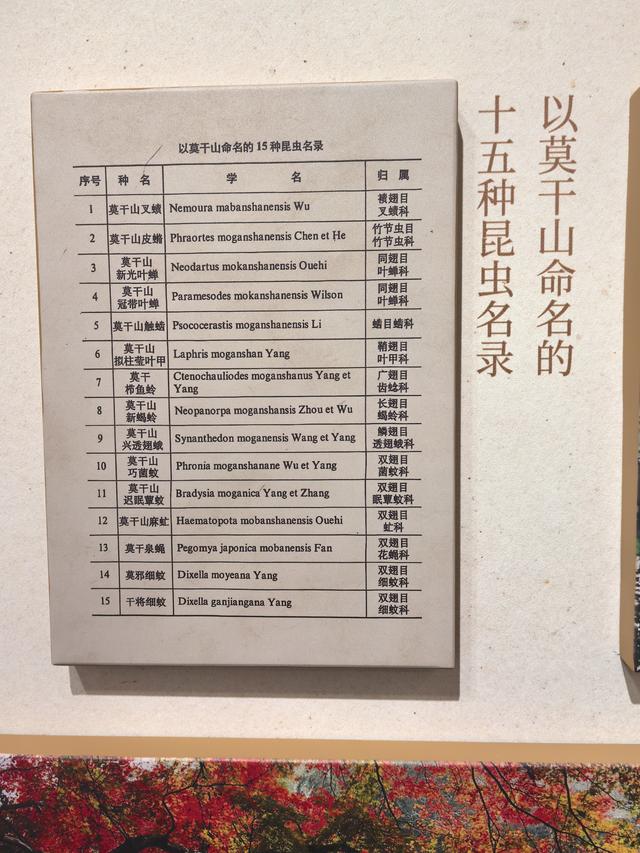 以莫干山命名的
十五种昆虫名录
以莫干山命名的 15 种昆虫名录
序号 种 名 学 名 归 属
1 莫干山叉𫌀 Nemoura mabanshanensis Wu 𫌀翅目
叉𫌀科
2 莫干山皮䗛 Phraortes moganshanensis Chen et He 竹节虫目
竹节虫科
3 莫干山
新光叶蝉 Neodartus mokanshanensis Ouehi 同翅目
叶蝉科
4 莫干山
冠带叶蝉 Paramesodes mokanshanensis Wilson 同翅目
叶蝉科
5 莫干山触𧒭 Psococerastis moganshanensis Li 𧒭目𧒭科
6 莫干山
拟柱萤叶甲 Laphris moganshan Yang 鞘翅目
叶甲科
7 莫干
栉鱼蛉 Ctenochauliodes moganshanus Yang et
Yang 广翅目
齿蛉科
8 莫干山
新蝎蛉 Neopanorpa moganshansis Zhou et Wu 长翅目
蝎蛉科
9 莫干山
兴透翅蛾 Synanthedon moganensis Wang et Yang 鳞翅目
透翅蛾科
10 莫干山
巧菌蚊 Phronia moganshanane Wu et Yang 双翅目
菌蚊科
11 莫干山
迟眼蕈蚊 Bradysia moganica Yang et Zhang 双翅目
眼蕈蚊科
12 莫干山麻虻 Haematopota mobanshanensis Ouehi 双翅目
虻科
13 莫干泉蝇 Pegomya japonica mobanensis Fan 双翅目
花蝇科
14 莫邪细蚊 Dixella moyeana Yang 双翅目
细蚊科
15 干将细蚊 Dixella ganjiangana Yang 双翅目
细蚊科